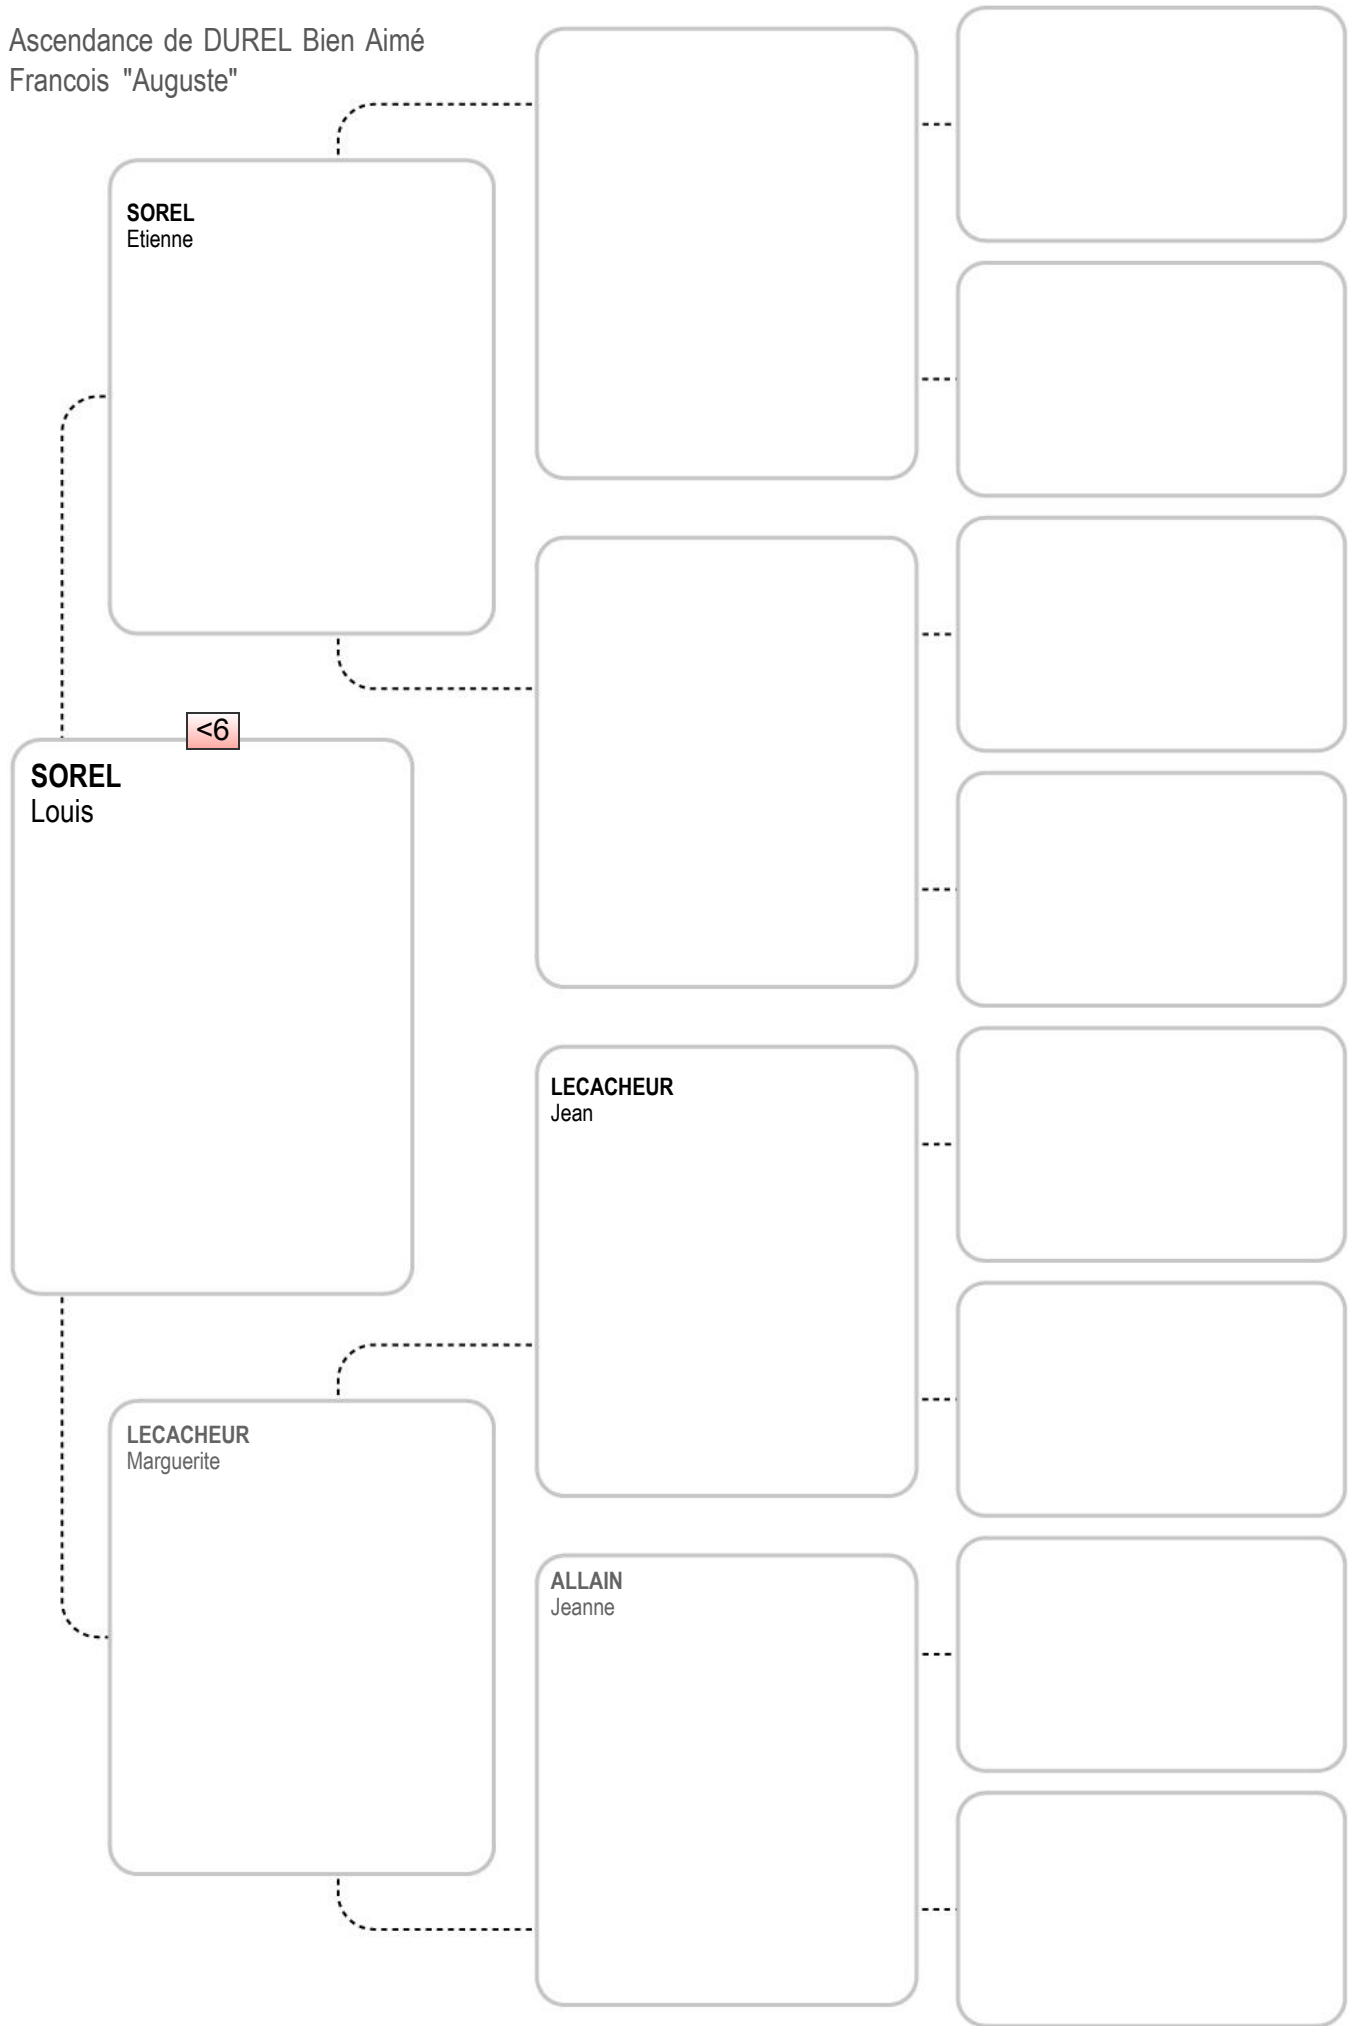 Ascendance de DUREL Bien Aimé
Francois "Auguste"
SOREL
Etienne
<6
SOREL
Louis
LECACHEUR
Jean
LECACHEUR
Marguerite
ALLAIN
Jeanne